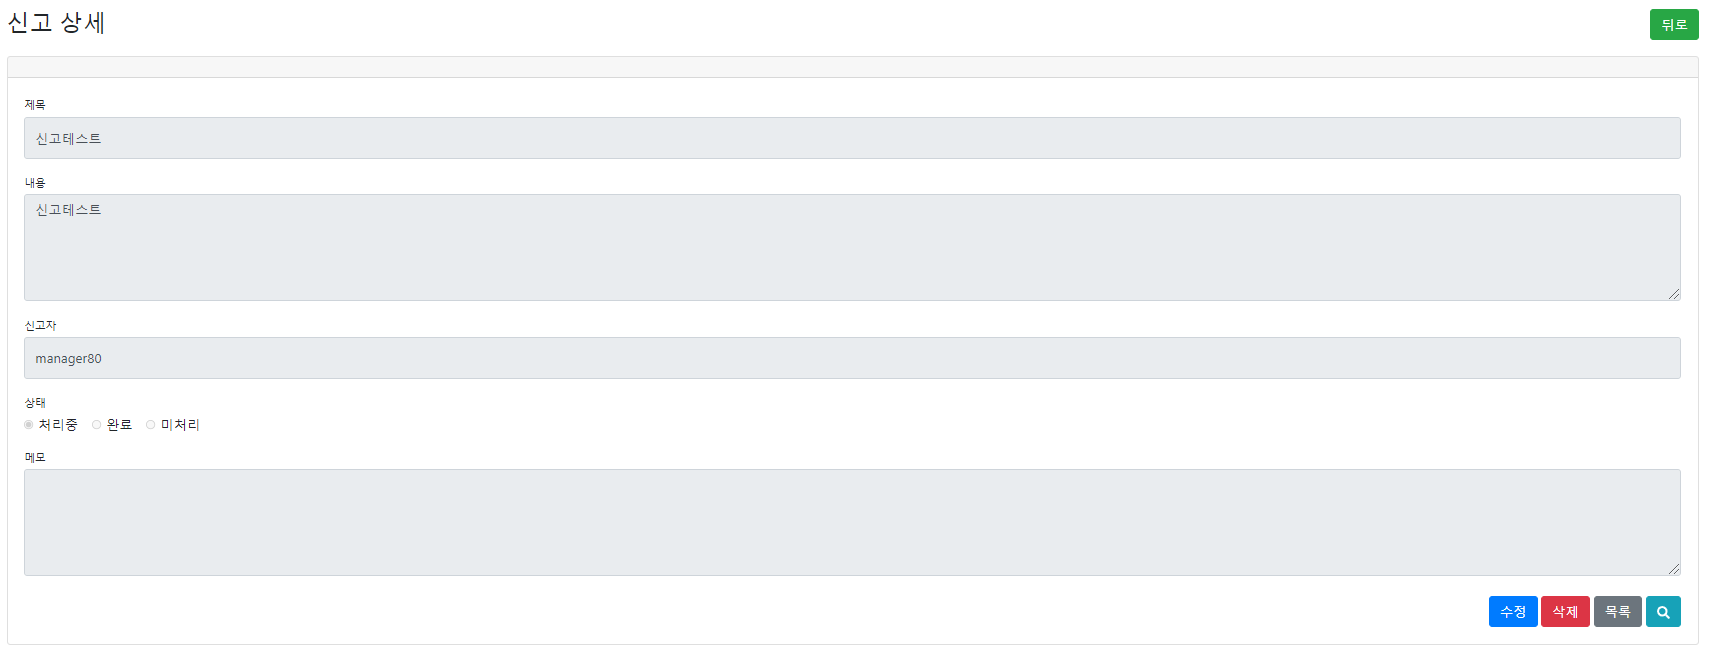 신고 상세
뒤로
제목
신고테스트
내용
신고테스트
신고자
manager80
상태
처리중 완료 미처리
메모
수정 삭제 목록